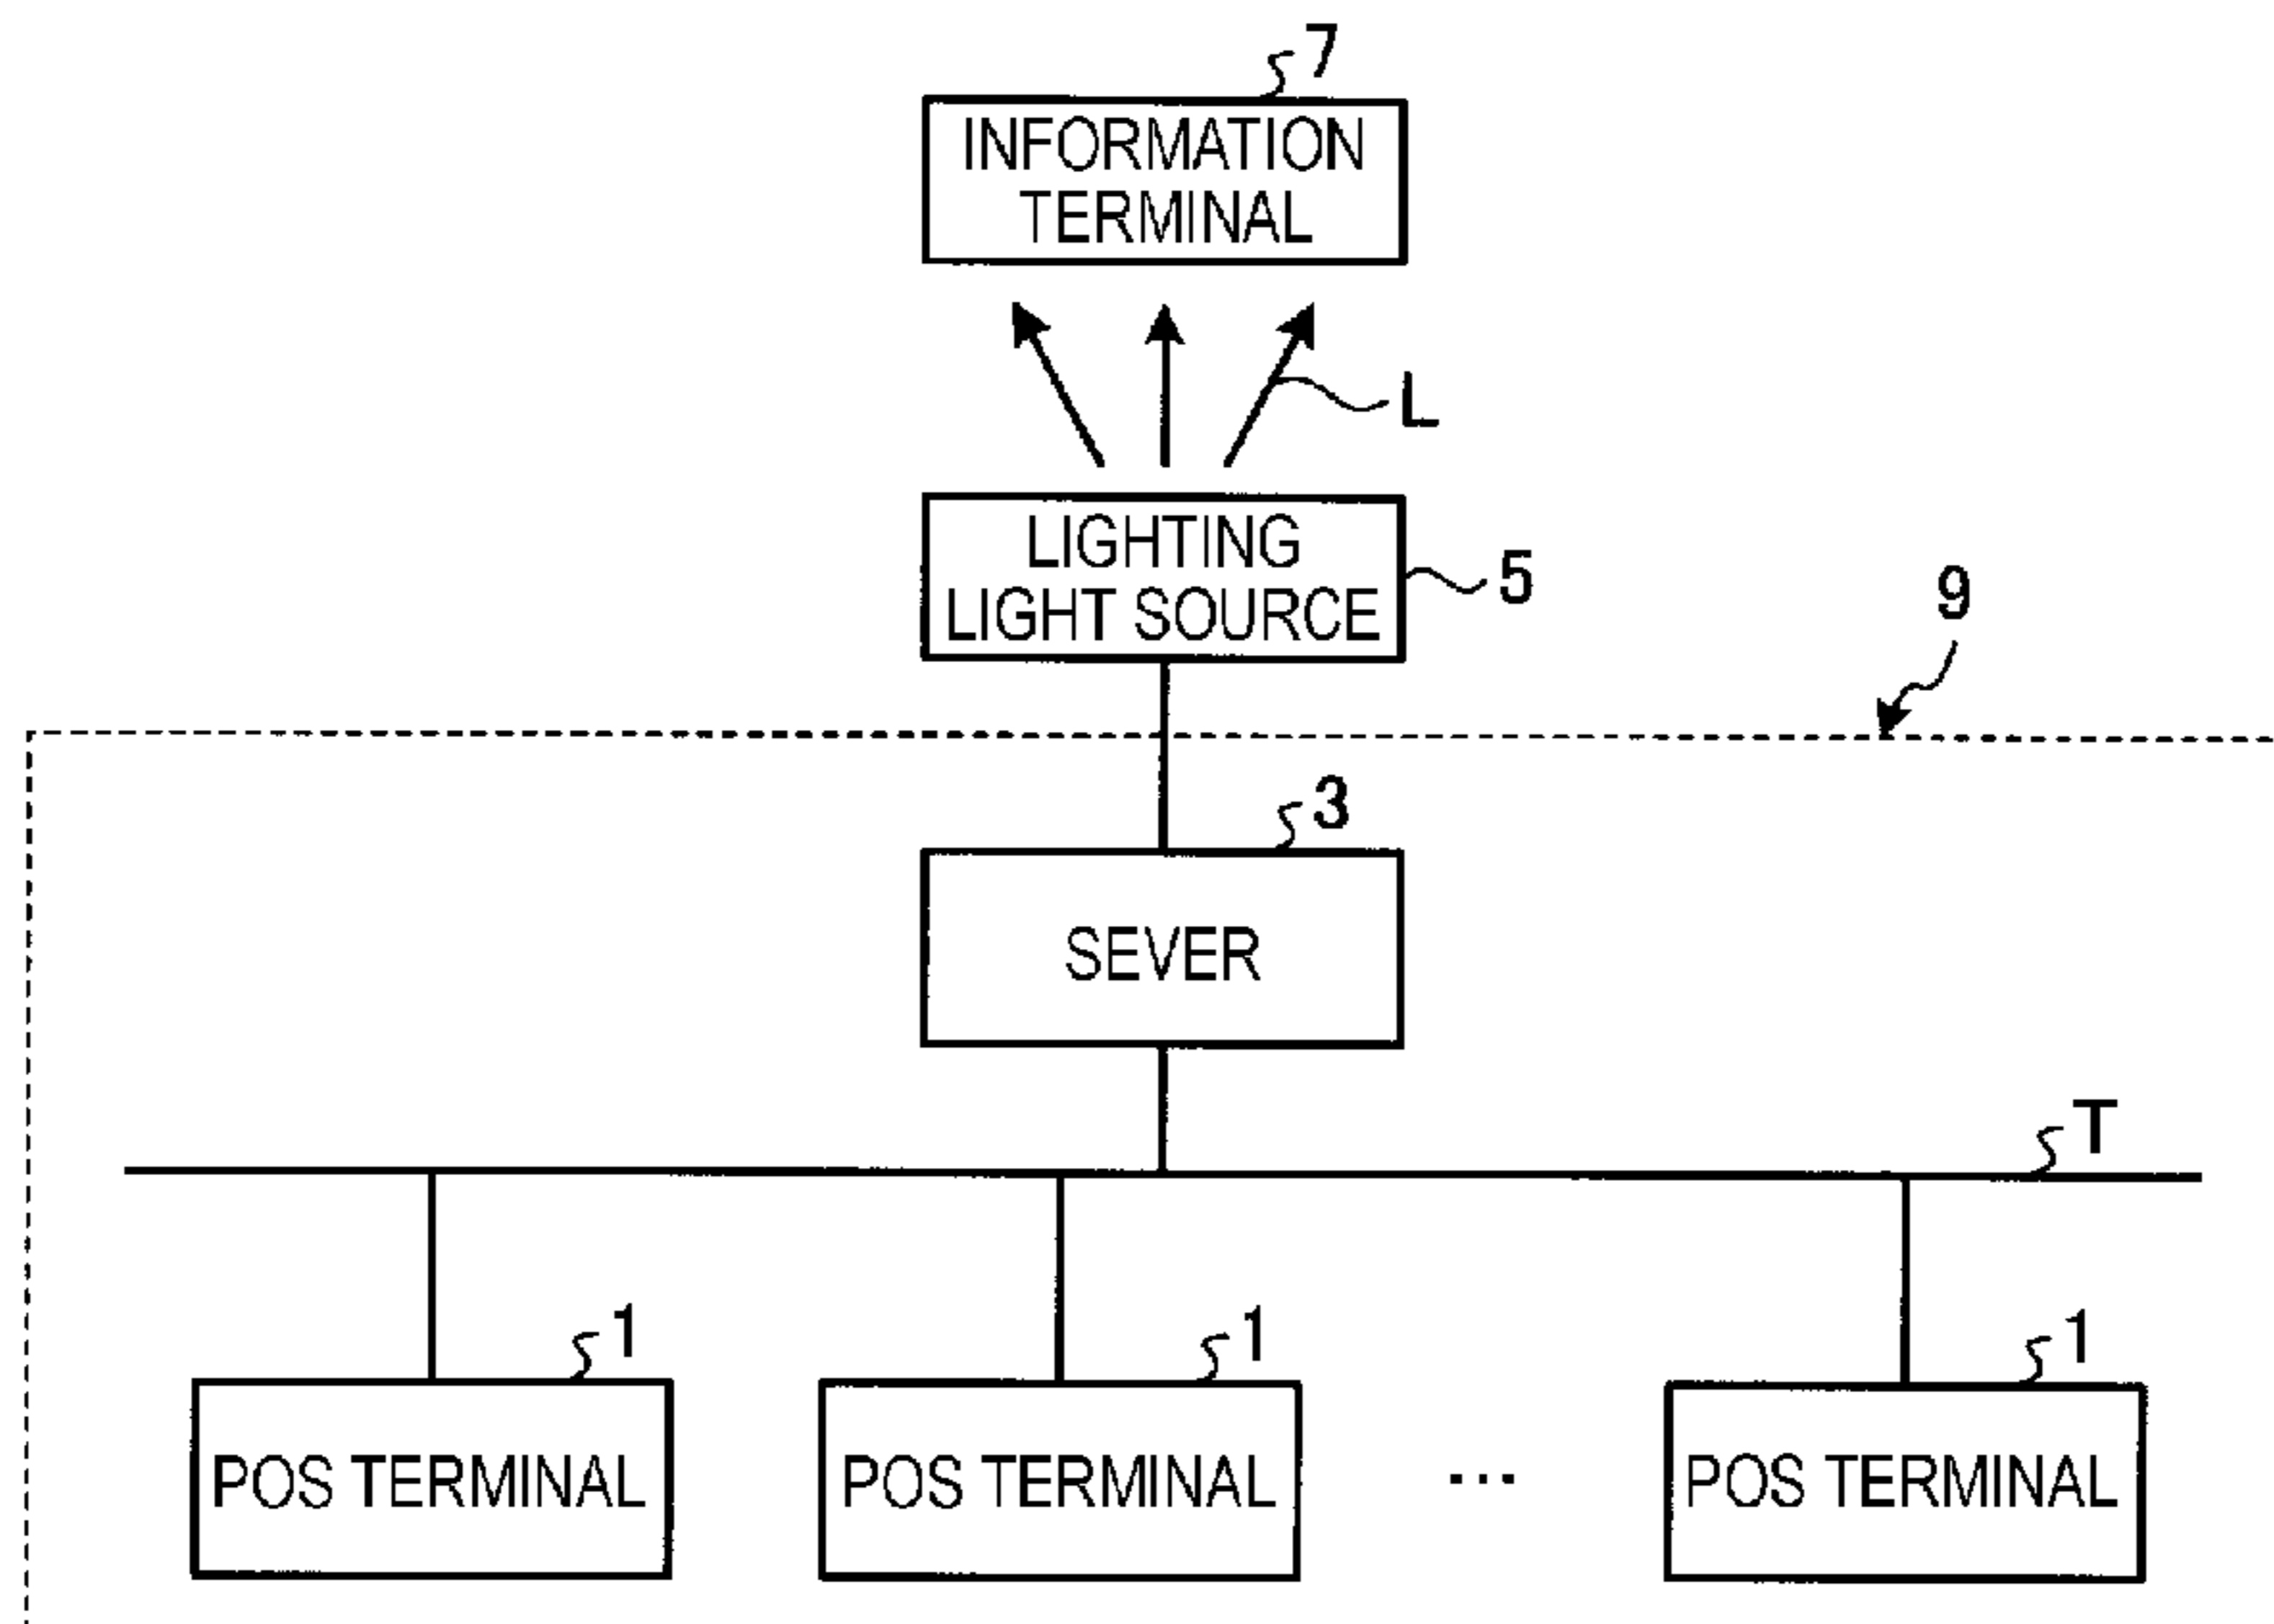 7
INFORMATION
TERMINAL
L
LIGHTING
LIGHT SOURCE
5
9
3
SEVER
T
1
1
1
POS TERMINAL
POS TERMINAL
...
POS TERMINAL